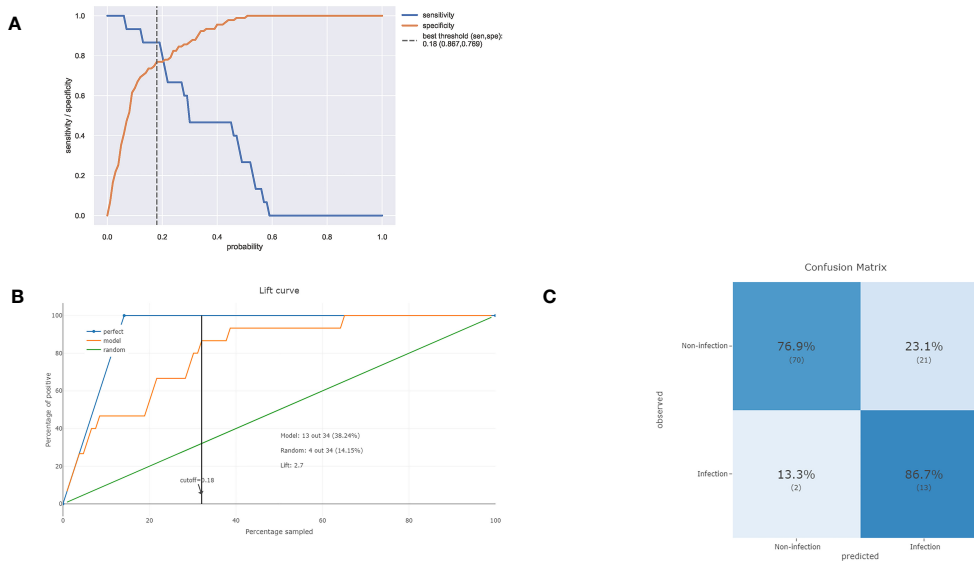 A
1.0
0.8
0.6
0.4
0.2
0.0
sensitivity / specificity
0.0 0.2 0.4 0.6 0.8 1.0
probability
sensitivity
specificity
best threshold (sen,spe):
0.18 (0.867,0.769)
B
Lift curve
100
80
60
40
20
0
Percentage of positive
perfect
model
random
Model: 13 out 34 (38.24%)
Random: 4 out 34 (14.15%)
Lift: 2.7
cutoff=0.18
0 20 40 60 80 100
Percentage sampled
C
Confusion Matrix
observed
Non-infection
76.9% 23.1%
(70) (21)
Infection
13.3% 86.7%
(2) (13)
Non-infection Infection
predicted